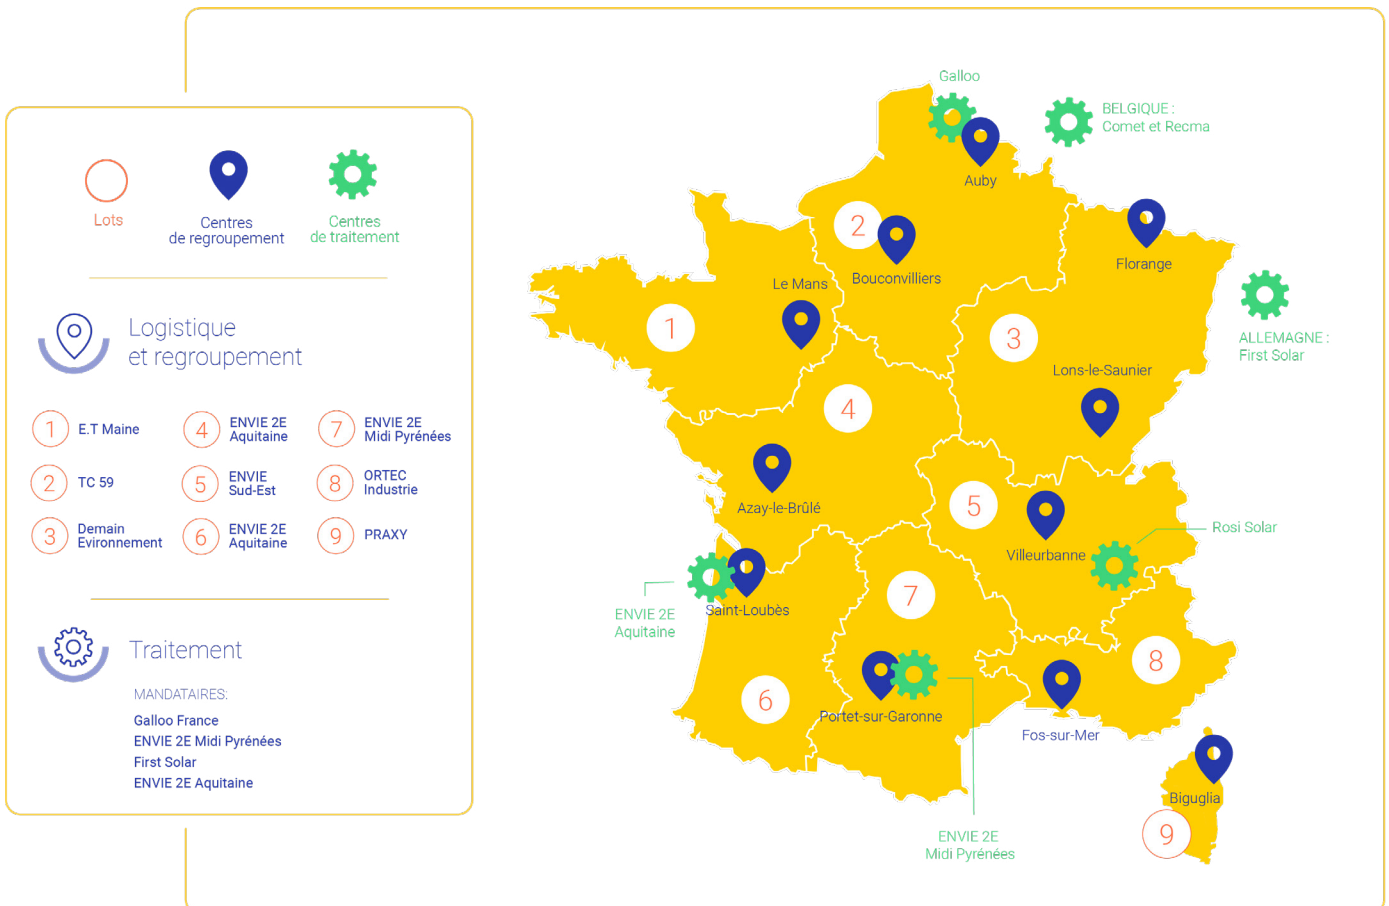 Lots
Centres
de regroupement
Centres
de traitement
Logistique
et regroupement
1 E.T Maine
4 ENVIE 2E
Aquitaine
7 ENVIE 2E
Midi Pyrénées
2 TC 59
5 ENVIE
Sud-Est
8 ORTEC
Industrie
3 Demain
Evironnement
6 ENVIE 2E
Aquitaine
9 PRAXY
Traitement
MANDATAIRES:
Galloo France
ENVIE 2E Midi Pyrénées
First Solar
ENVIE 2E Aquitaine
Galloo
BELGIQUE :
Comet et Recma
Auby
2
Bouconvilliers
Florange
Le Mans
1
3
ALLEMAGNE :
First Solar
Lons-le-Saunier
4
Azay-le-Brûlé
5
Villeurbanne
Rosi Solar
Saint-Loubès
ENVIE 2E
Aquitaine
7
8
6
Portet-sur-Garonne
Fos-sur-Mer
Biguglia
9
ENVIE 2E
Midi Pyrénées